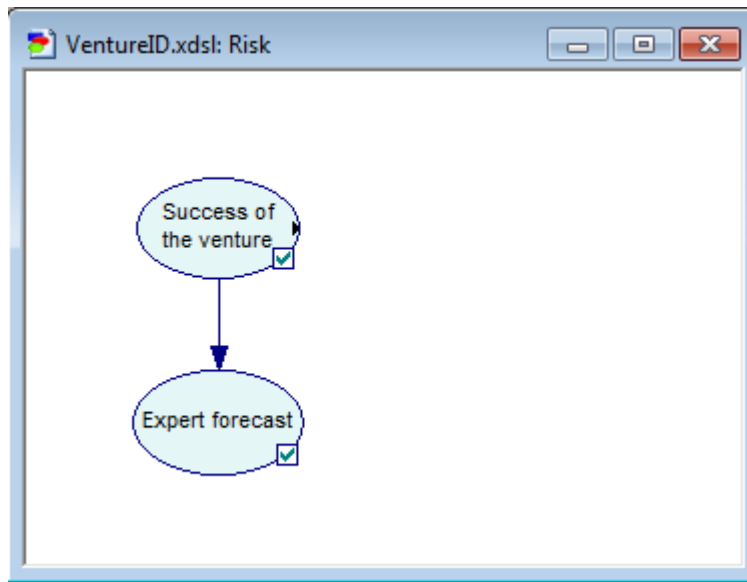 VentureID.xdsl: Risk
Success of
the venture
Expert forecast